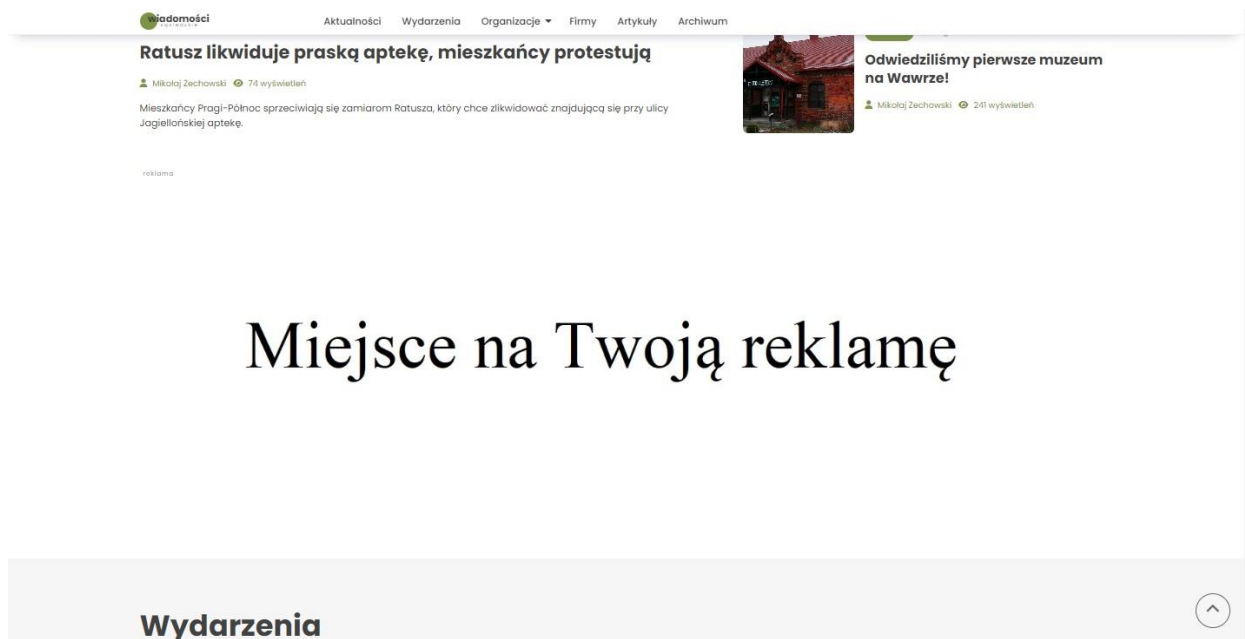 wiadomości
Aktualności Wydarzenia Organizacje Firmy Artykuły Archiwum
Ratusz likwiduje praską aptekę, mieszkańcy protestują
Mikołaj Żechowski 74 wyświetleń
Mieszkańcy Pragi-Północ sprzeciwiają się zamiarom Ratusza, który chce zlikwidować znajdującą się przy ulicy
Jagiellońskiej aptekę.
Odwiedziliśmy pierwsze muzeum
na Wawrze!
Mikołaj Żechowski 241 wyświetleń
reklama
Miejsce na Twoją reklamę
Wydarzenia